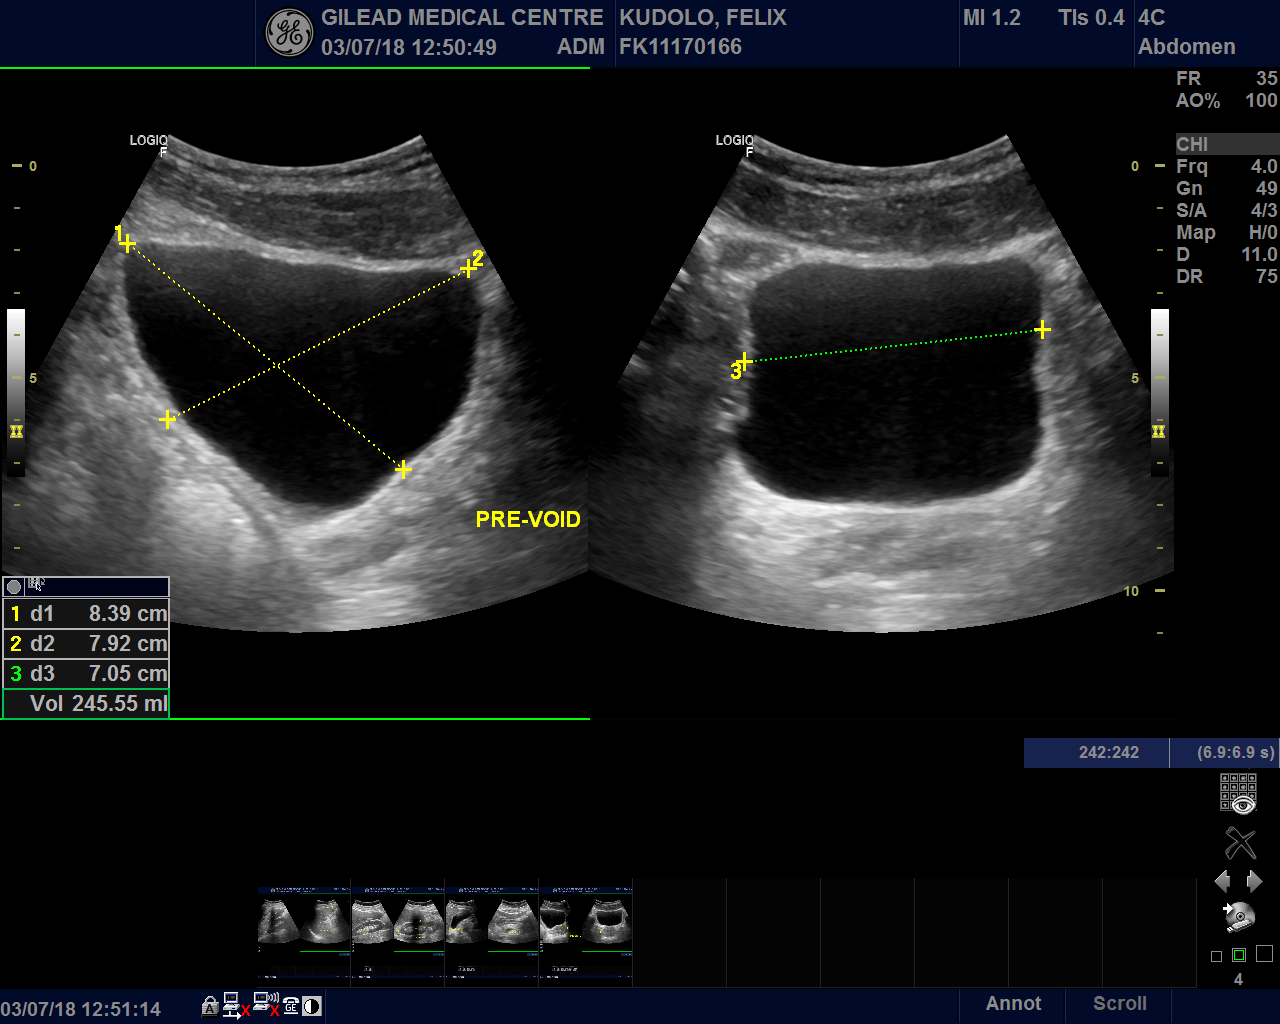 GILEAD MEDICAL CENTRE
03/07/18 12:50:49 ADM
KUDOLO, FELIX
FK11170166
MI 1.2 TIs 0.4
4C
Abdomen
FR 35
AO% 100
CHI
Frq 4.0
Gn 49
S/A 4/3
Map H/0
D 11.0
DR 75
LOGIQ
F
LOGIQ
F
0
5
0
5
10
1
2
3
PRE-VOID
1 d1 8.39 cm
2 d2 7.92 cm
3 d3 7.05 cm
Vol 245.55 ml
242:242 (6.9:6.9 s)
4
03/07/18 12:51:14
A
GE
Annot
Scroll